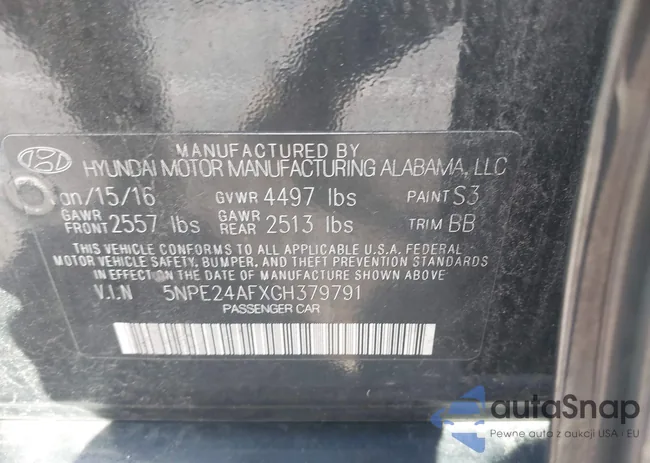 MANUFACTURED BY
HYUNDAI MOTOR MANUFACTURING ALABAMA, LLC
Jan/15/16 GVWR 4497 lbs PAINT S3
GAWR FRONT 2557 lbs GAWR REAR 2513 lbs TRIM BB
THIS VEHICLE CONFORMS TO ALL APPLICABLE U.S.A. FEDERAL
MOTOR VEHICLE SAFETY, BUMPER, AND THEFT PREVENTION STANDARDS
IN EFFECT ON THE DATE OF MANUFACTURE SHOWN ABOVE
V.I.N 5NPE24AFXGH379791
PASSENGER CAR
autaSnap
Pewne auta z aukcji USA i EU